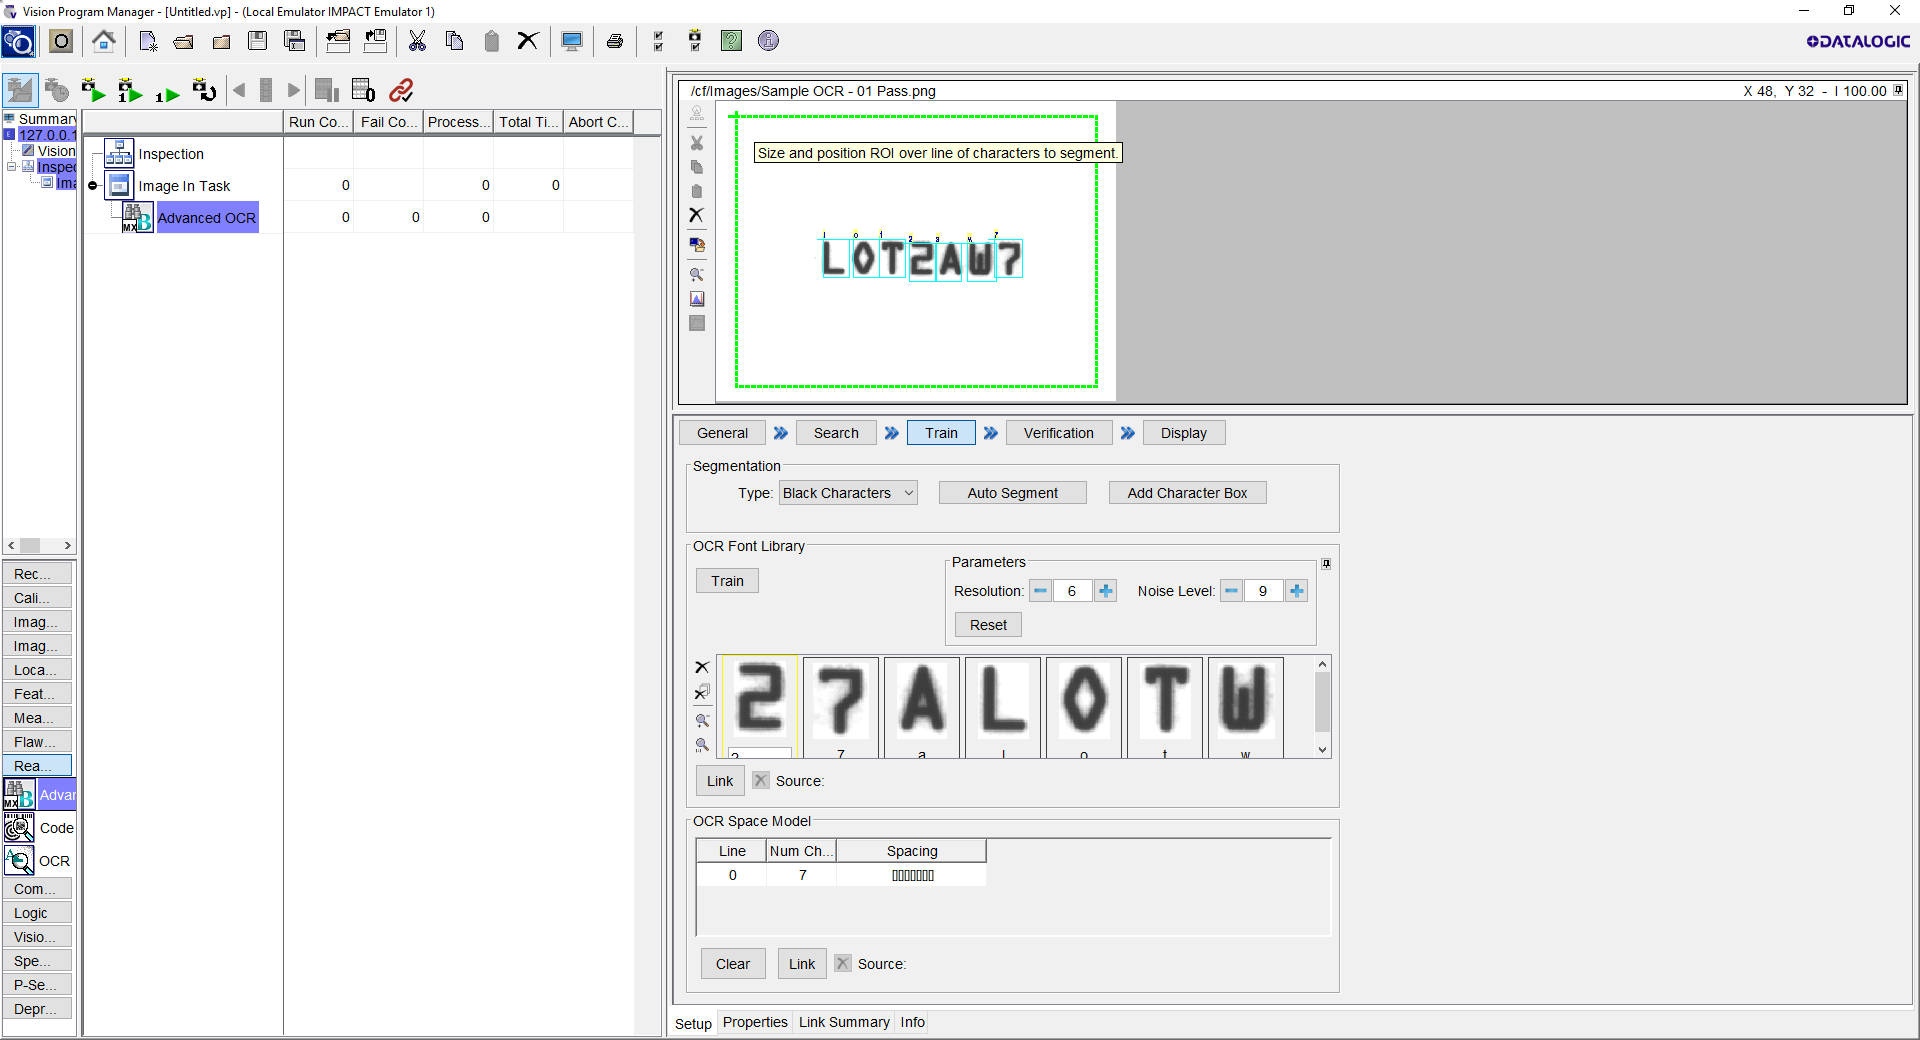 Vision Program Manager - [Untitled.vp] - (Local Emulator IMPACT Emulator 1)
DATALOGIC
Summary
127.0.0.1
Vision
Inspec
Ima
Run Co... Fail Co... Process... Total Ti... Abort C...
Inspection
Image In Task 0 0 0
Advanced OCR 0 0 0
/cf/Images/Sample OCR - 01 Pass.png
X 48, Y 32 - I 100.00
Size and position ROI over line of characters to segment.
l o t 2 a w 7
LOT2AW7
General Search Train Verification Display
Segmentation
Type: Black Characters Auto Segment Add Character Box
OCR Font Library
Train
Parameters
Resolution: 6 Noise Level: 9
Reset
2 7 A L O T W
2 7 a l o t w
Link Source:
OCR Space Model
Line Num Ch... Spacing
0 7 ▯▯▯▯▯▯▯
Clear Link Source:
Setup Properties Link Summary Info
Rec...
Cali...
Imag...
Imag...
Loca...
Feat...
Mea...
Flaw...
Rea...
Advan
Code
OCR
Com...
Logic
Visio...
Spe...
P-Se...
Depr...